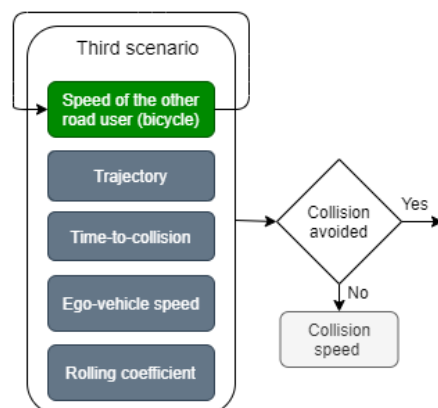 Third scenario
Speed of the other
road user (bicycle)
Trajectory
Time-to-collision
Ego-vehicle speed
Rolling coefficient
Collision
avoided
Yes
No
Collision
speed